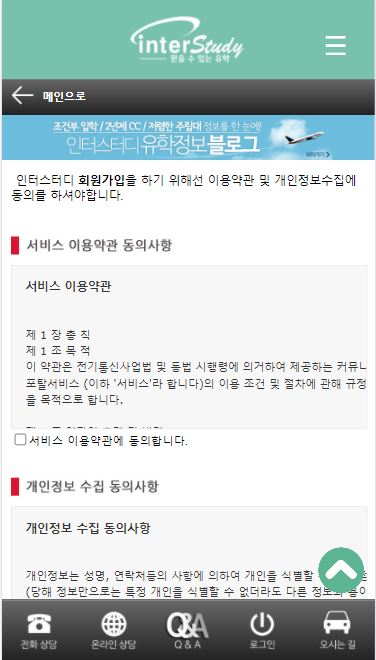 interStudy
믿을 수 있는 유학
메인으로
조건부 입학 / 2년제 CC / 저렴한 주립대 정보를 한 눈에!
인터스터디 유학정보 블로그
인터스터디 회원가입을 하기 위해선 이용약관 및 개인정보수집에
동의를 하셔야합니다.
서비스 이용약관 동의사항
서비스 이용약관
제 1 장 총 칙
제 1 조 목 적
이 약관은 전기통신사업법 및 동법 시행령에 의거하여 제공하는 커뮤니
포탈서비스 (이하 '서비스'라 합니다)의 이용 조건 및 절차에 관해 규정
을 목적으로 합니다.
서비스 이용약관에 동의합니다.
개인정보 수집 동의사항
개인정보 수집 동의사항
개인정보는 성명, 연락처등의 사항에 의하여 개인을 식별할
(당해 정보만으로는 특정 개인을 식별할 수 없더라도 다른 정보와
전화 상담
온라인 상담
Q&A
Q & A
로그인
오시는 길